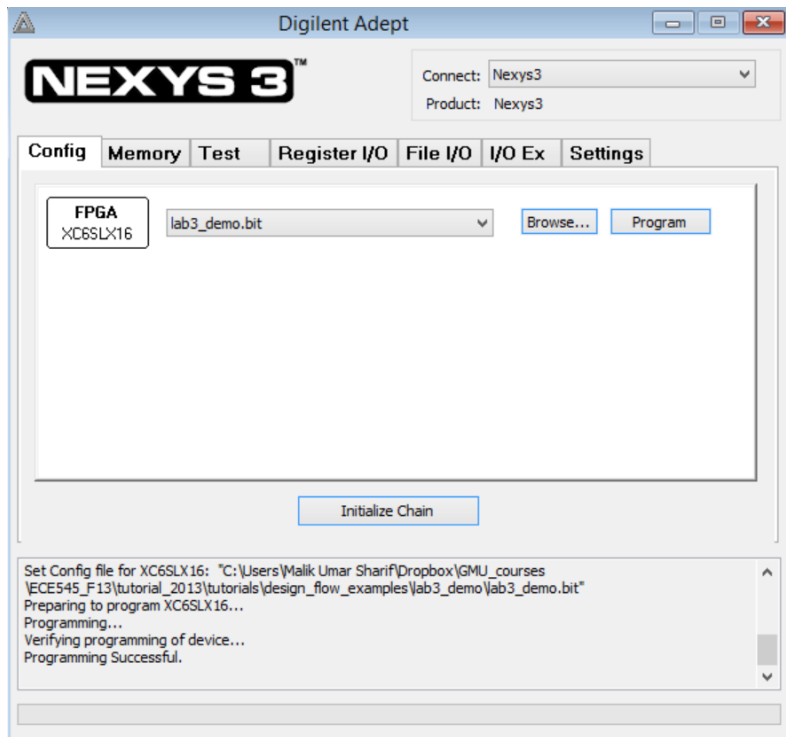 Digilent Adept
NEXYS 3™
Connect: Nexys3
Product: Nexys3
Config Memory Test Register I/O File I/O I/O Ex Settings
FPGA
XC6SLX16
lab3_demo.bit
Browse... Program
Initialize Chain
Set Config file for XC6SLX16: "C:\Users\Malik Umar Sharif\Dropbox\GMU_courses
\ECE545_F13\tutorial_2013\tutorials\design_flow_examples\lab3_demo\lab3_demo.bit"
Preparing to program XC6SLX16...
Programming...
Verifying programming of device...
Programming Successful.